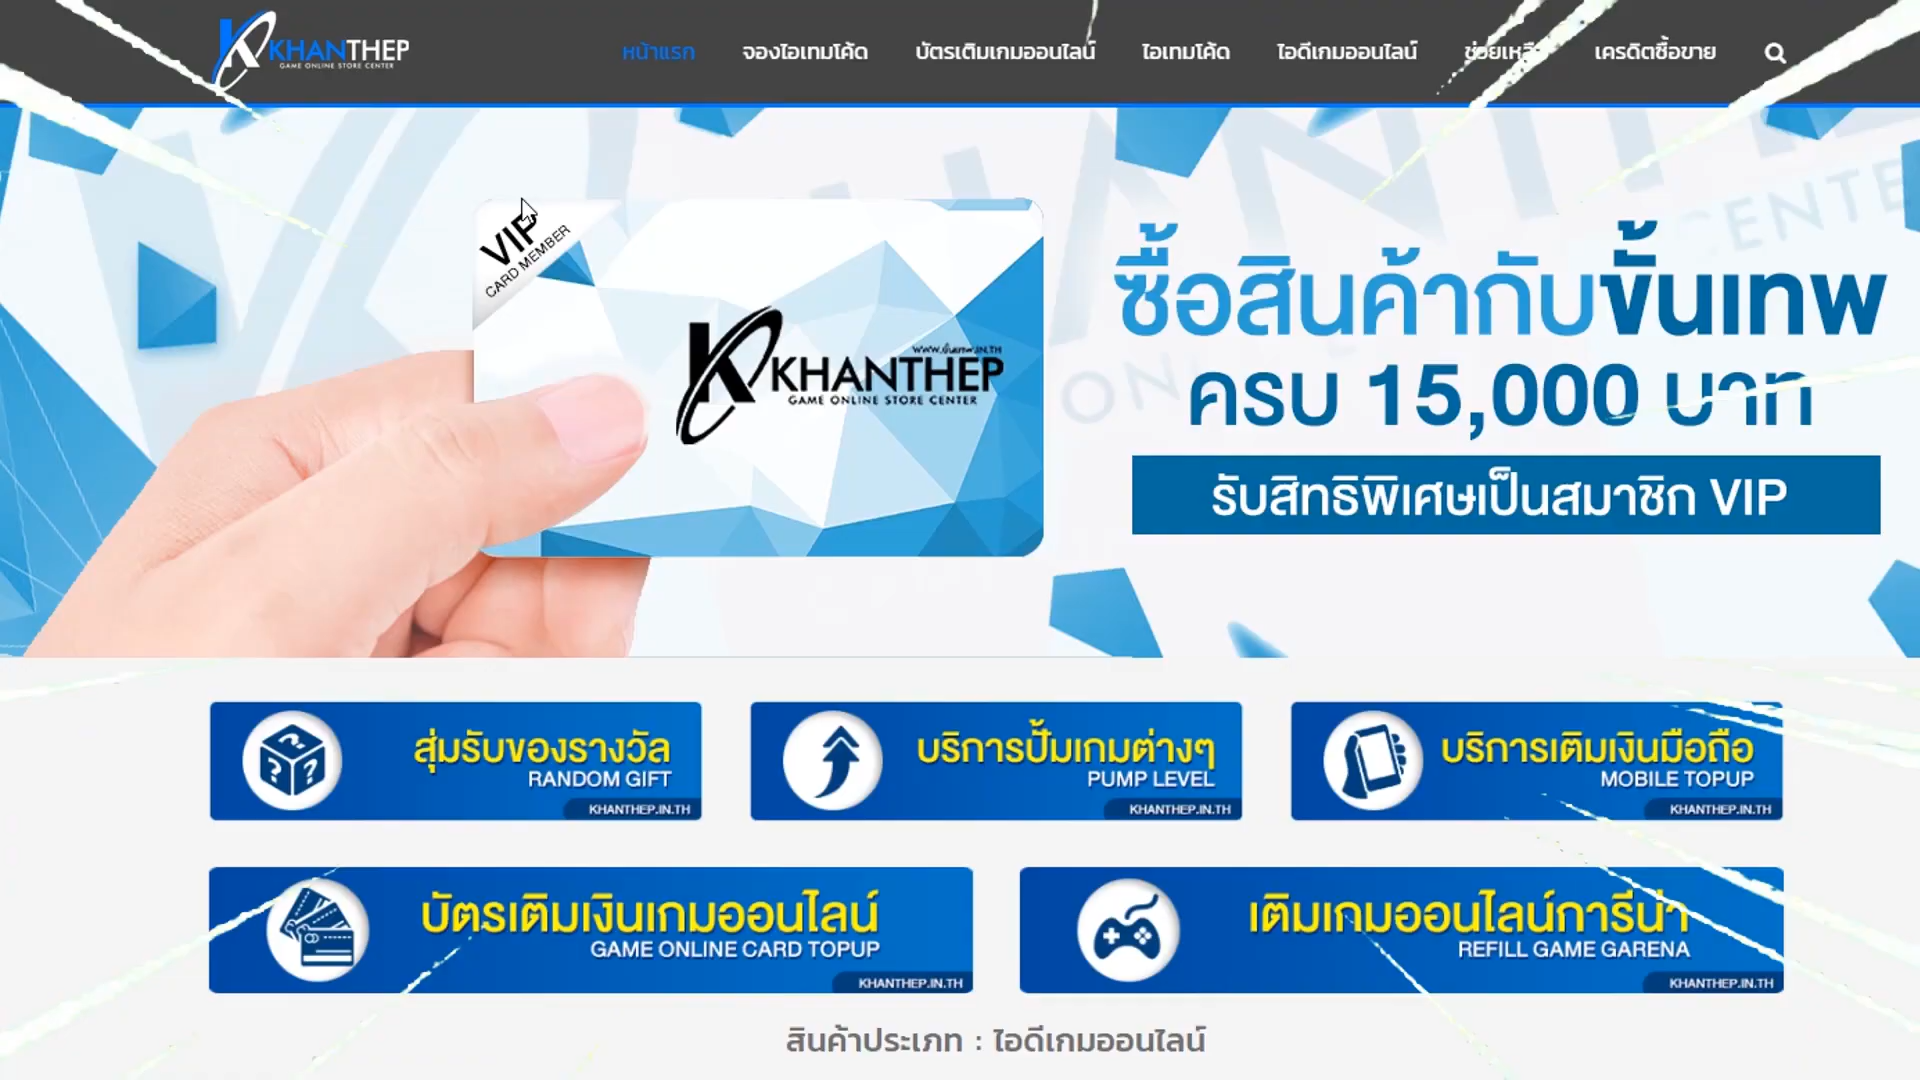 KHANTHEP
GAME ONLINE STORE CENTER
หน้าแรก
จองไอเทมโค้ด
บัตรเติมเกมออนไลน์
ไอเทมโค้ด
ไอดีเกมออนไลน์
เครดิตซื้อขาย
VIP
CARD MEMBER
WWW.ขั้นเทพ.IN.TH
KHANTHEP
GAME ONLINE STORE CENTER
CENTE
ซื้อสินค้ากับขั้นเทพ
ครบ 15,000 บาท
รับสิทธิพิเศษเป็นสมาชิก VIP
สุ่มรับของรางวัล
RANDOM GIFT
KHANTHEP.IN.TH
บริการปั้มเกมต่างๆ
PUMP LEVEL
KHANTHEP.IN.TH
บริการเติมเงินมือถือ
MOBILE TOPUP
KHANTHEP.IN.TH
บัตรเติมเงินเกมออนไลน์
GAME ONLINE CARD TOPUP
KHANTHEP.IN.TH
เติมเกมออนไลน์การีน่า
REFILL GAME GARENA
KHANTHEP.IN.TH
สินค้าประเภท : ไอดีเกมออนไลน์